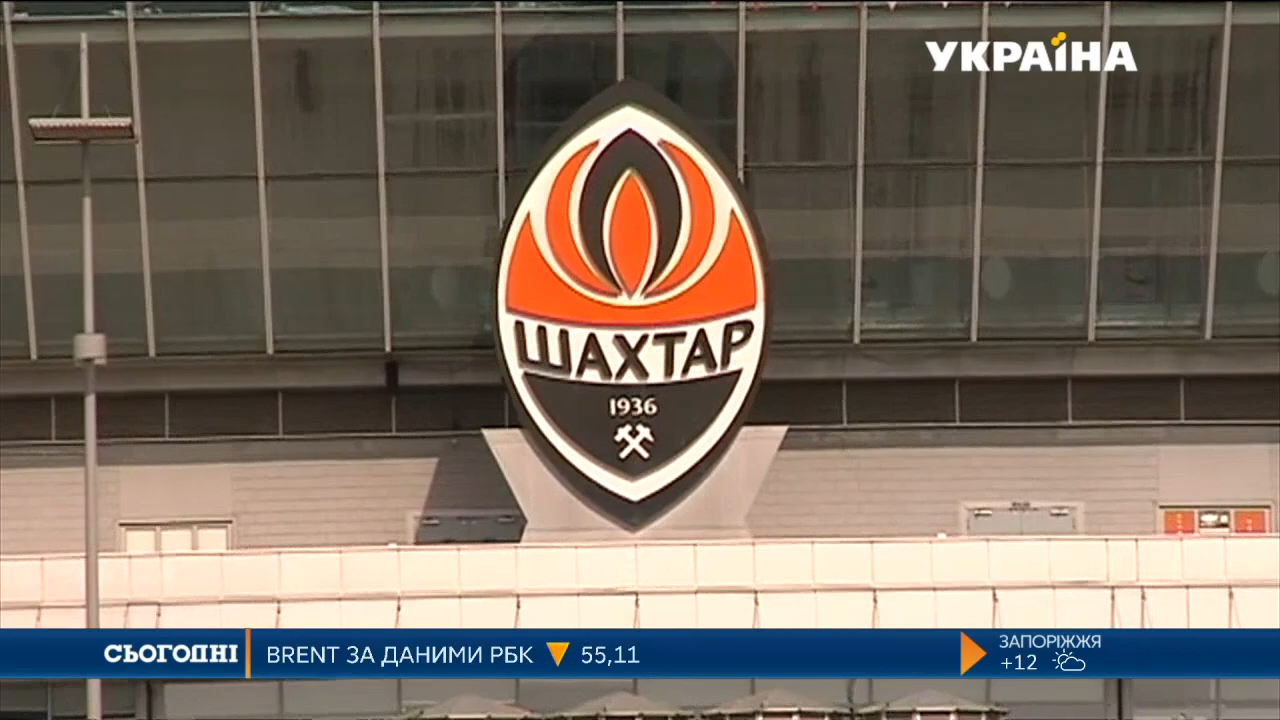 УКРАЇНА
ШАХТАР
1936
СЬОГОДНІ
BRENT ЗА ДАНИМИ РБК 55,11
ЗАПОРІЖЖЯ
+12